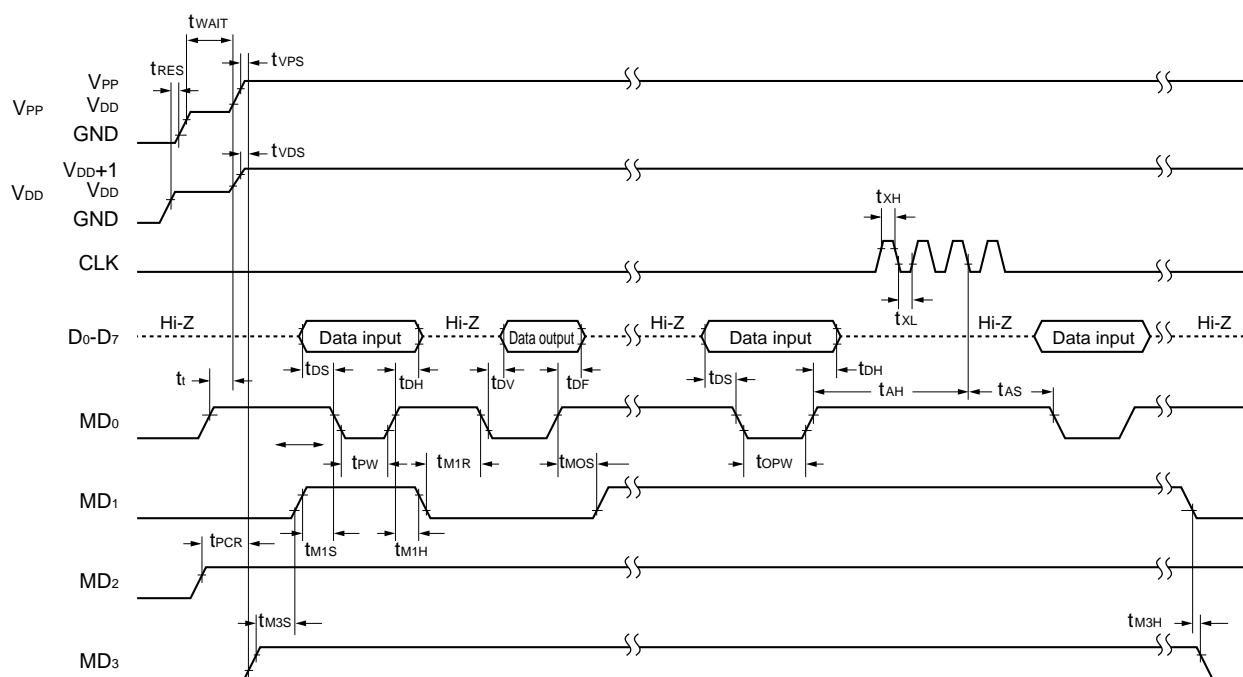 tWAIT
tVPS
tRES
VPP
VPP VDD
GND
tVDS
VDD+1
VDD VDD
GND
tXH
CLK
tXL
D0-D7 Hi-Z Data input Hi-Z Data output Hi-Z Data input Hi-Z Data input Hi-Z
tt tDS tDH tDV tDF tDS tDH
tAH tAS
MD0
tPW tM1R tMOS tOPW
MD1
tPCR tM1S tM1H
MD2
tM3S tM3H
MD3